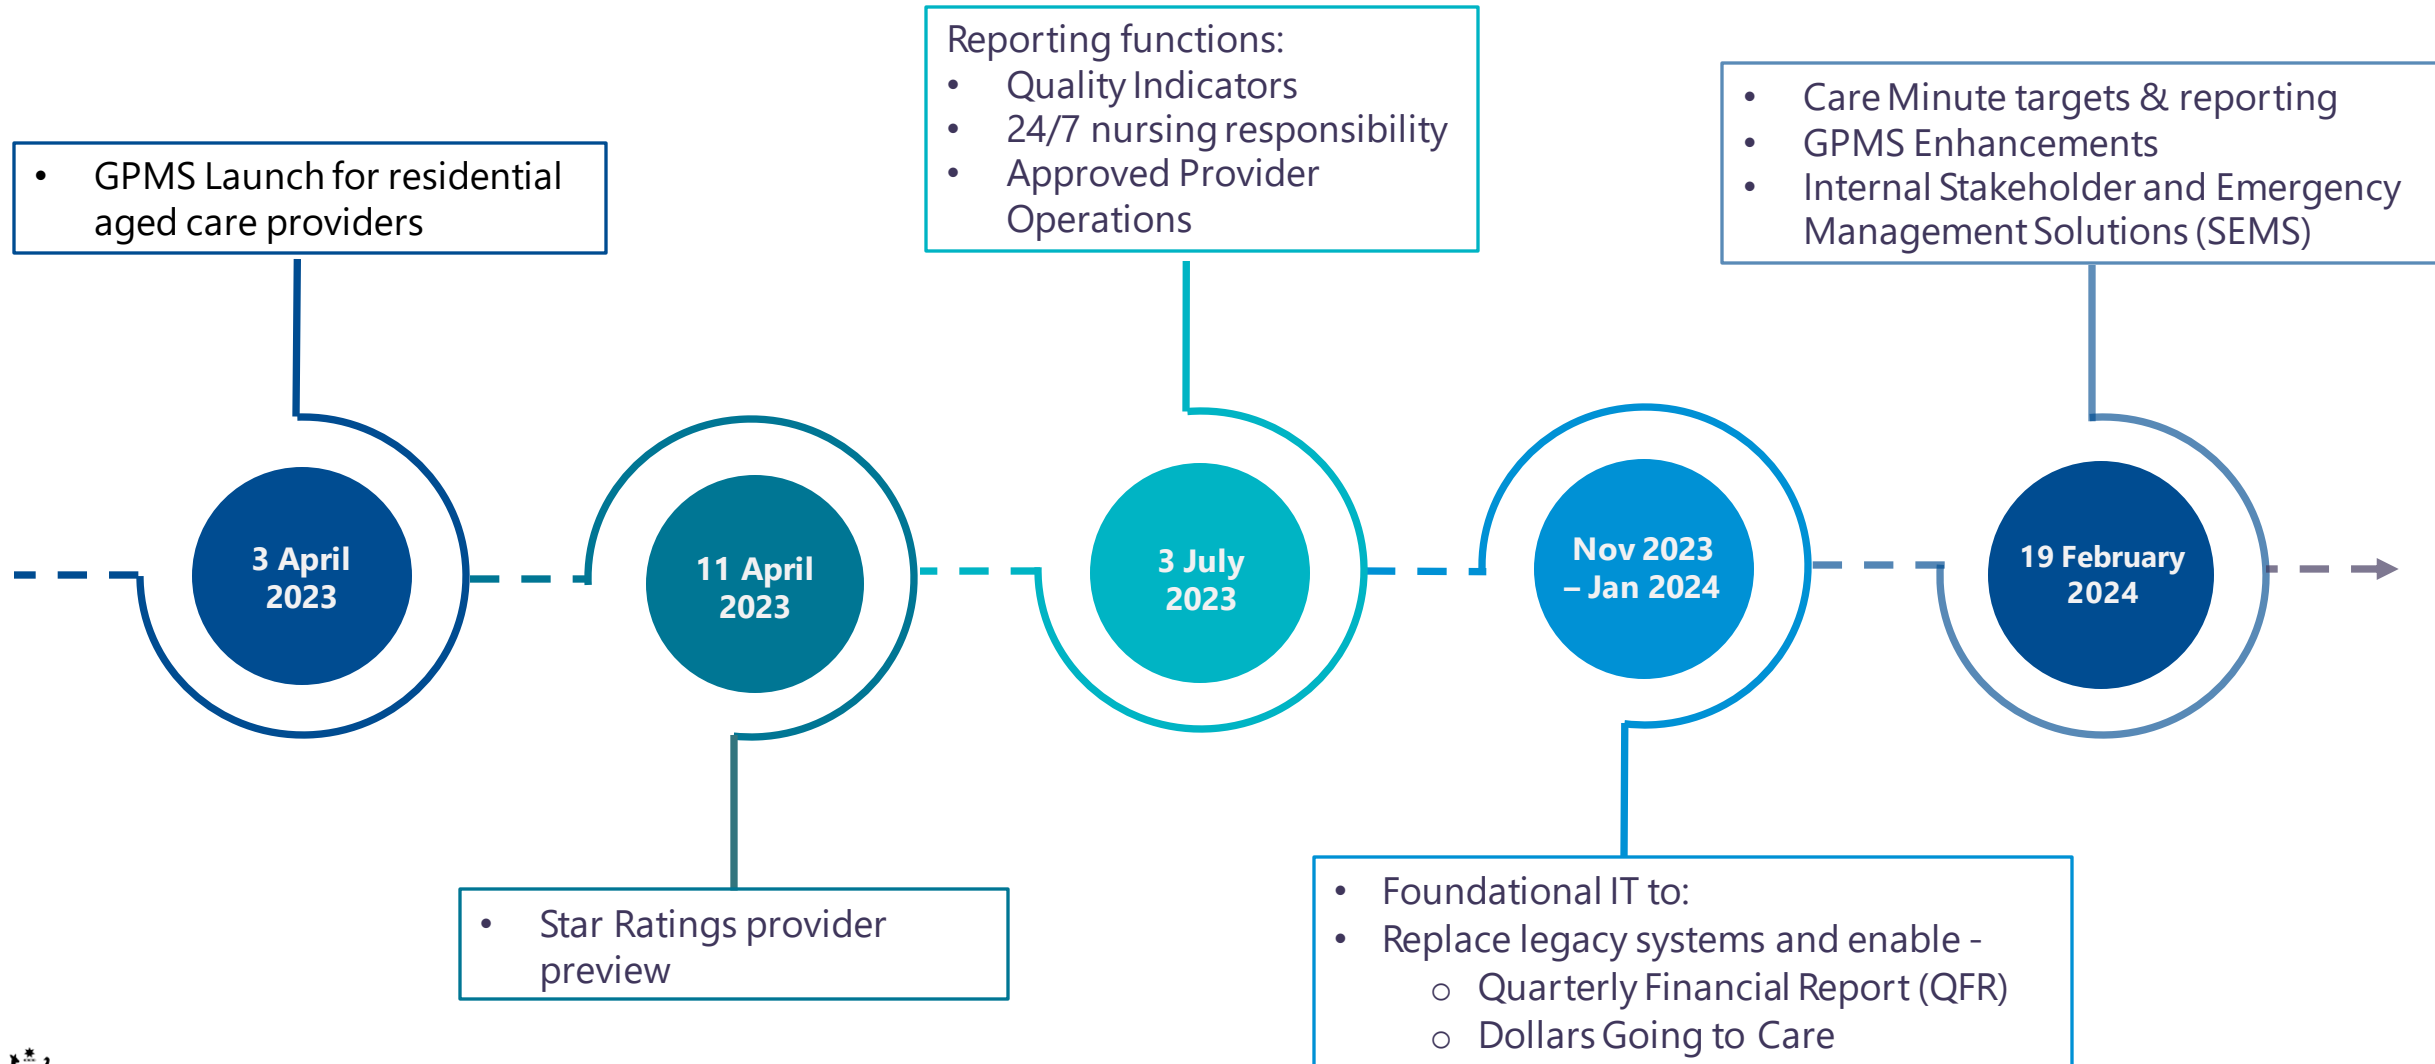 • GPMS Launch for residential
aged care providers
3 April
2023
11 April
2023
• Star Ratings provider
preview
Reporting functions:
• Quality Indicators
• 24/7 nursing responsibility
• Approved Provider
Operations
3 July
2023
Nov 2023
– Jan 2024
• Foundational IT to:
• Replace legacy systems and enable -
o Quarterly Financial Report (QFR)
o Dollars Going to Care
• Care Minute targets & reporting
• GPMS Enhancements
• Internal Stakeholder and Emergency
Management Solutions (SEMS)
19 February
2024